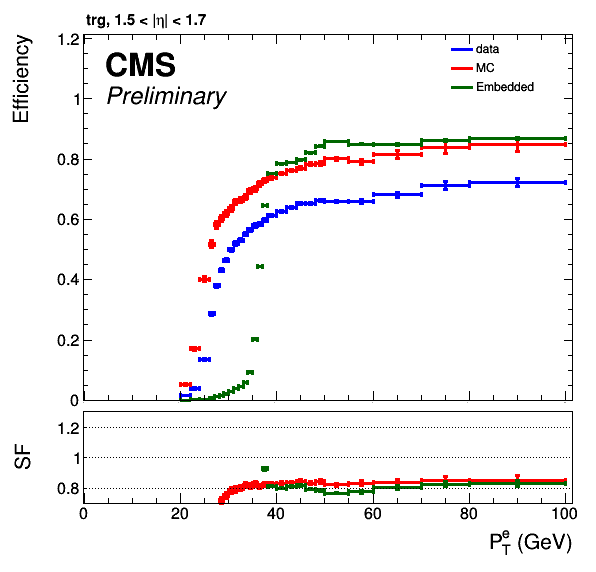 trg, 1.5 < |η| < 1.7
CMS
Preliminary
data
MC
Embedded
Efficiency
1.2
1
0.8
0.6
0.4
0.2
0
SF
1.2
1
0.8
0 20 40 60 80 100
P_T^e (GeV)